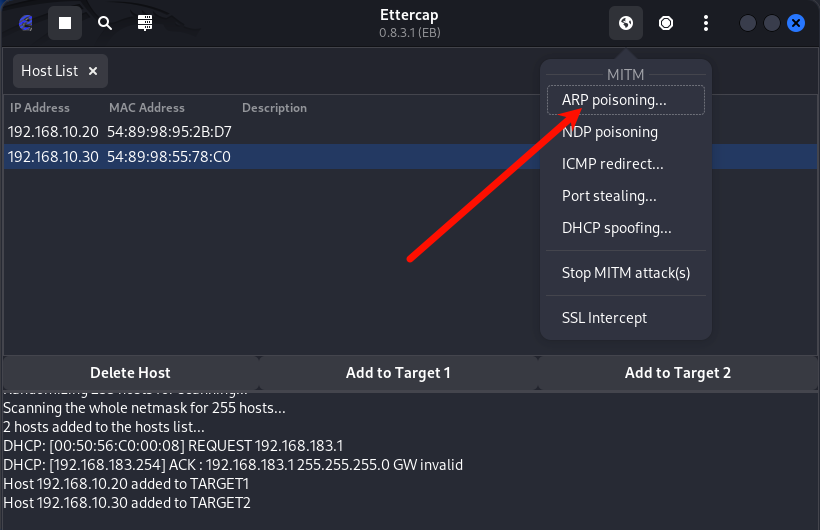 Ettercap
0.8.3.1 (EB)
Host List ×
MITM
ARP poisoning...
NDP poisoning
ICMP redirect...
Port stealing...
DHCP spoofing...
Stop MITM attack(s)
SSL Intercept
IP Address MAC Address Description
192.168.10.20 54:89:98:95:2B:D7
192.168.10.30 54:89:98:55:78:C0
Delete Host Add to Target 1 Add to Target 2
Randomizing 255 hosts for scanning...
Scanning the whole netmask for 255 hosts...
2 hosts added to the hosts list...
DHCP: [00:50:56:C0:00:08] REQUEST 192.168.183.1
DHCP: [192.168.183.254] ACK : 192.168.183.1 255.255.255.0 GW invalid
Host 192.168.10.20 added to TARGET1
Host 192.168.10.30 added to TARGET2